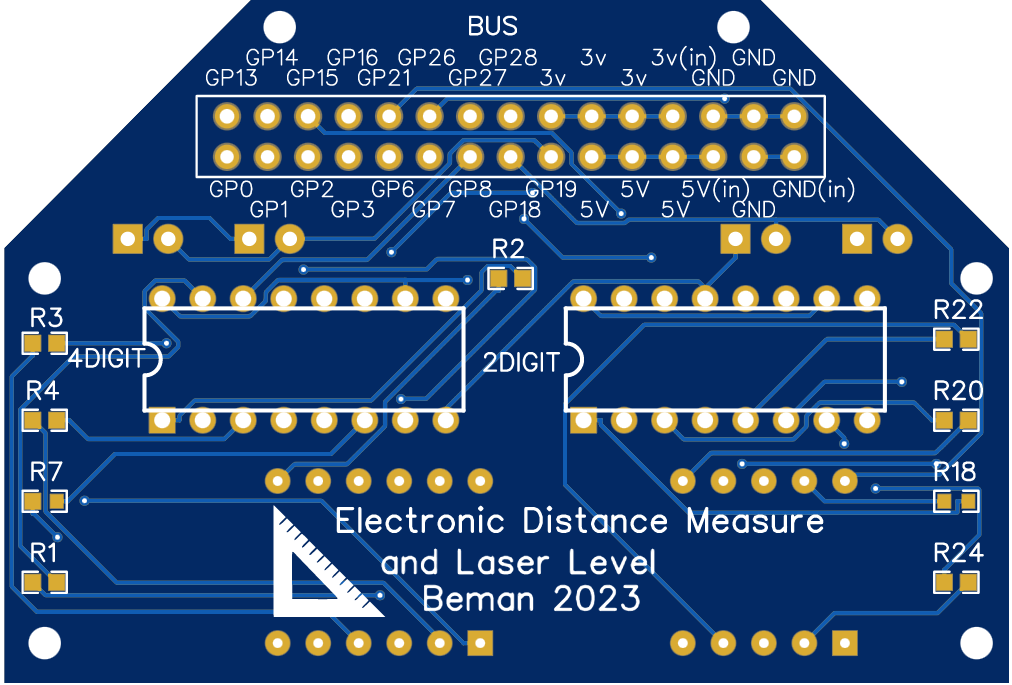 BUS
GP14 GP16 GP26 GP28 3v 3v(in) GND
GP13 GP15 GP21 GP27 3v 3v GND GND
GP0 GP2 GP6 GP8 GP19 5V 5V(in) GND(in)
GP1 GP3 GP7 GP18 5V 5V GND
R2
R3
R22
4DIGIT
2DIGIT
R4
R20
R7
R18
Electronic Distance Measure
R1
and Laser Level
R24
Beman 2023